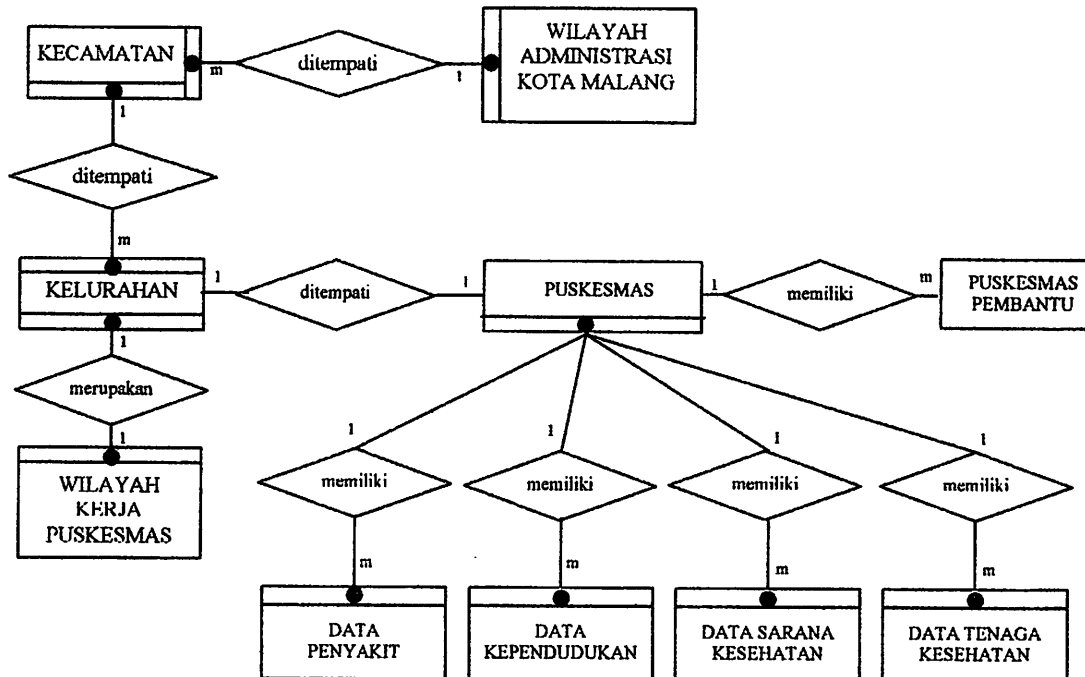 KECAMATAN
m
ditempati
1
WILAYAH
ADMINISTRASI
KOTA MALANG
1
ditempati
m
KELURAHAN
1
ditempati
1
PUSKESMAS
1
memiliki
m
PUSKESMAS
PEMBANTU
1
merupakan
1
WILAYAH
KERJA
PUSKESMAS
1
1
1
1
memiliki
memiliki
memiliki
memiliki
m
m
m
m
DATA
PENYAKIT
DATA
KEPENDUDUKAN
DATA SARANA
KESEHATAN
DATA TENAGA
KESEHATAN